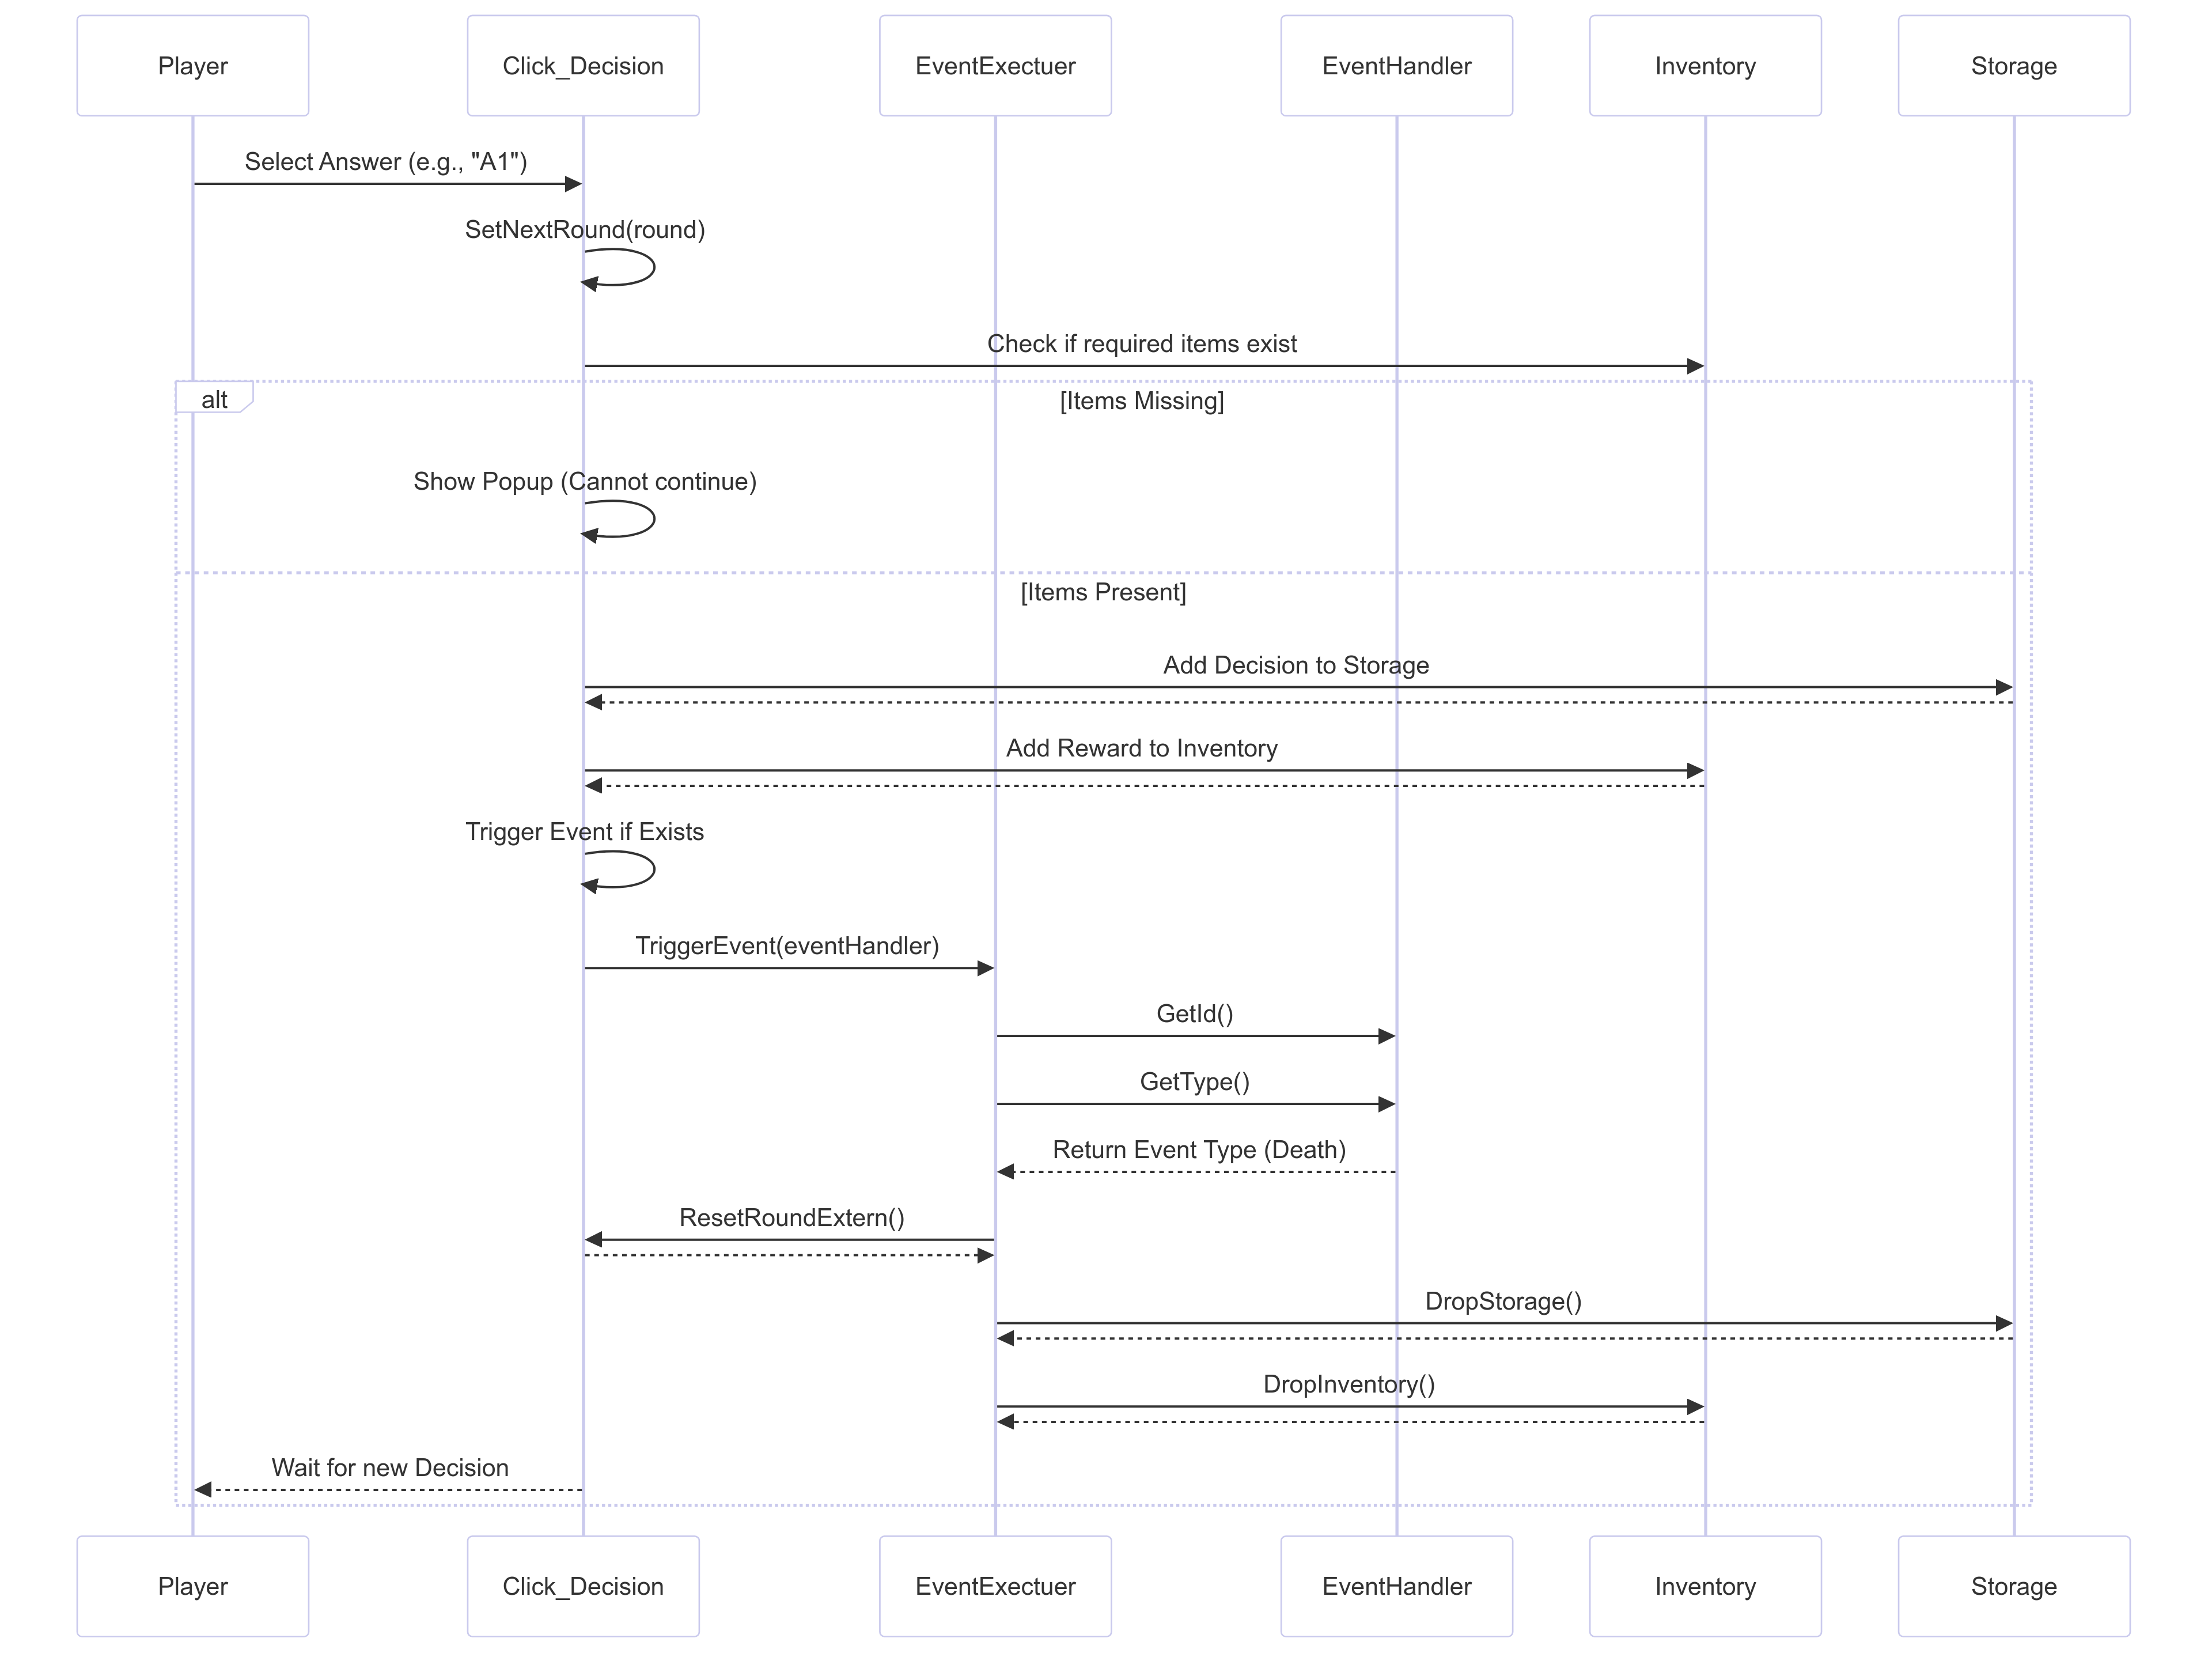 Player
Click_Decision
EventExectuer
EventHandler
Inventory
Storage
Select Answer (e.g., "A1")
SetNextRound(round)
Check if required items exist
alt
[Items Missing]
Show Popup (Cannot continue)
[Items Present]
Add Decision to Storage
Add Reward to Inventory
Trigger Event if Exists
TriggerEvent(eventHandler)
GetId()
GetType()
Return Event Type (Death)
ResetRoundExtern()
DropStorage()
DropInventory()
Wait for new Decision
Player
Click_Decision
EventExectuer
EventHandler
Inventory
Storage